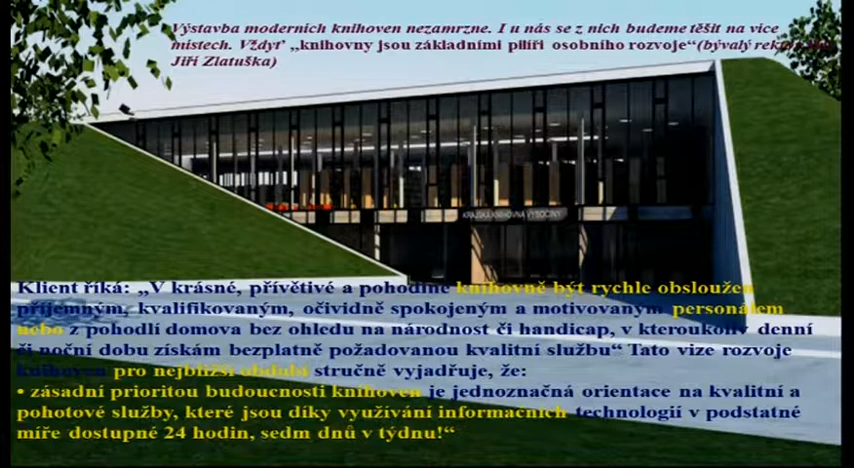 Výstavba moderních knihoven nezamrzne. I u nás se z nich budeme těšit na více
místech. Vždyť „knihovny jsou základními pilíři osobního rozvoje“(bývalý rektor
Jiří Zlatuška)
KRAJSKÁ KNIHOVNA VYSOČINY
Klient říká: „V krásné, přívětivé a pohodlné knihovně být rychle obsloužen
příjemným, kvalifikovaným, očividně spokojeným a motivovaným personálem
nebo z pohodlí domova bez ohledu na národnost či handicap, v kteroukoliv denní
či noční dobu získám bezplatně požadovanou kvalitní službu“ Tato vize rozvoje
knihoven pro nejbližší období stručně vyjadřuje, že:
• zásadní prioritou budoucnosti knihoven je jednoznačná orientace na kvalitní a
pohotové služby, které jsou díky využívání informačních technologií v podstatné
míře dostupné 24 hodin, sedm dnů v týdnu!“